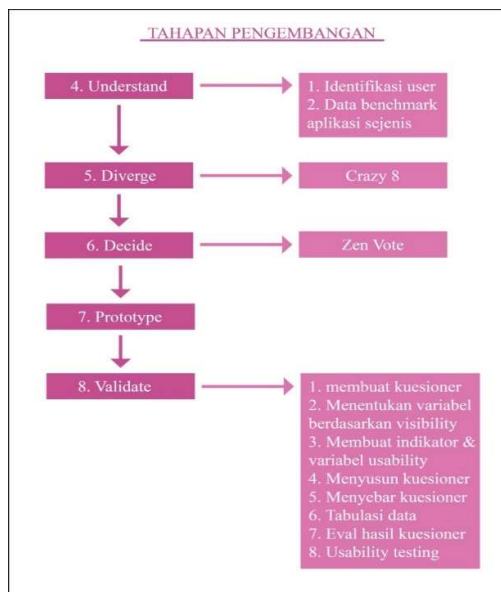 TAHAPAN PENGEMBANGAN
4. Understand
1. Identifikasi user
2. Data benchmark
aplikasi sejenis
5. Diverge
Crazy 8
6. Decide
Zen Vote
7. Prototype
8. Validate
1. membuat kuesioner
2. Menentukan variabel
berdasarkan visibility
3. Membuat indikator &
variabel usability
4. Menyusun kuesioner
5. Menyebar kuesioner
6. Tabulasi data
7. Eval hasil kuesioner
8. Usability testing